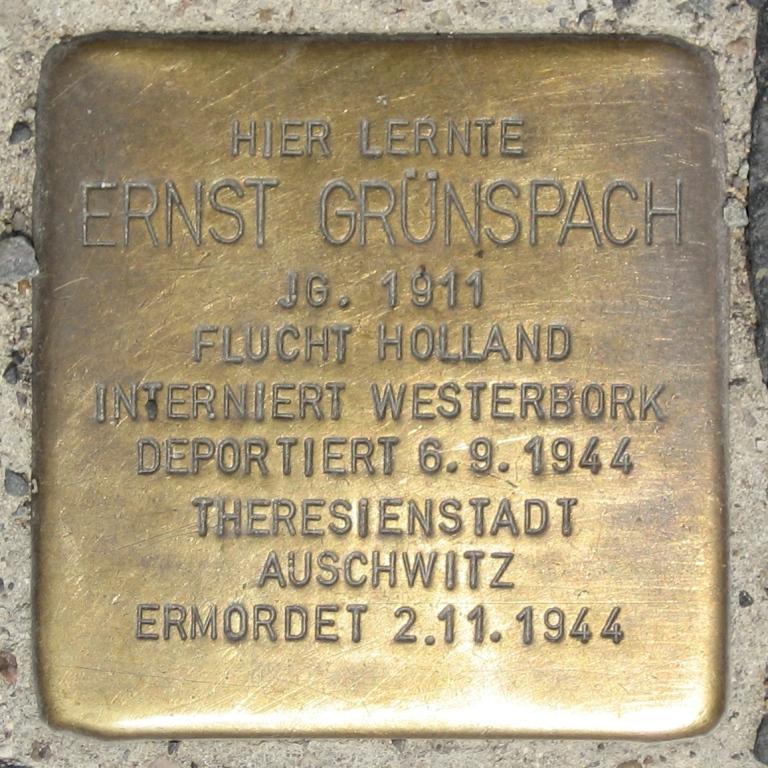 HIER LERNTE
ERNST GRÜNSPACH
JG. 1911
FLUCHT HOLLAND
INTERNIERT WESTERBORK
DEPORTIERT 6.9.1944
THERESIENSTADT
AUSCHWITZ
ERMORDET 2.11.1944